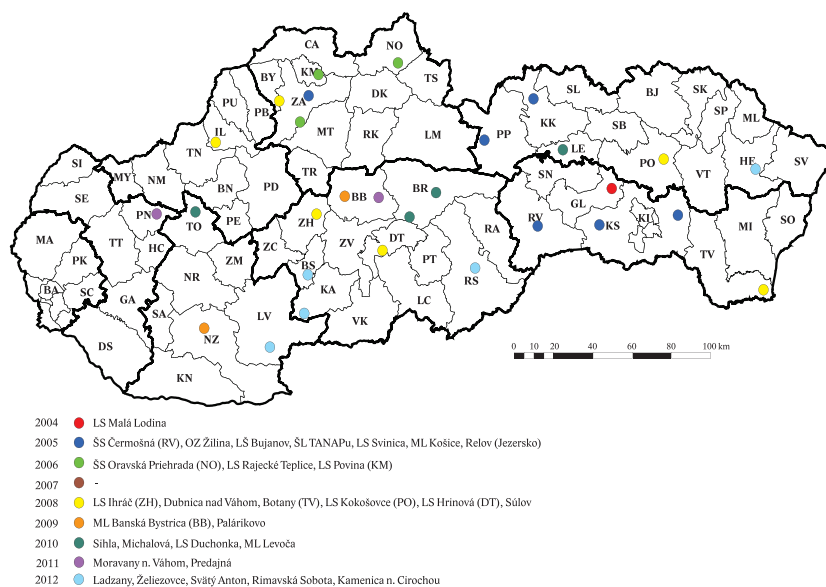 CA
NO
BY
KM
TS
PU
PB
ZA
DK
IL
MT
RK
LM
TN
TR
SI
MY
NM
BN
PD
SE
PE
PN
TO
MA
TT
HC
PK
BA
SC
GA
DS
NR
ZM
SA
NZ
LV
KN
ZC
ZH
BB
BR
ZV
DT
BS
KA
VK
PT
LC
RA
RS
SL
BJ
SK
ML
PP
KK
SB
SP
LE
PO
VT
HE
SV
SN
GL
RV
KS
KI
TV
MI
SO
0 20 40 60 100 km
2004 LS Malá Lodina
2005 ŠS Čermošná (RV), OZ Žilina, LŠ Bujanov, ŠL TANAPu, LS Svinica, ML Košice, Relov (Jezersko)
2006 ŠS Oravská Priehrada (NO), LS Rajecké Teplice, LS Povina (KM)
2007 -
2008 LS Ihráč (ZH), Dubnica nad Váhom, Botany (TV), LS Kokošovce (PO), LS Hrinová (DT), Súlov
2009 ML Banská Bystrica (BB), Palárikovo
2010 Sihla, Michalová, LS Duchonka, ML Levoča
2011 Moravany n. Váhom, Predajná
2012 Ladzany, Želiezovce, Svätý Anton, Rimavská Sobota, Kamenica n. Cirochou